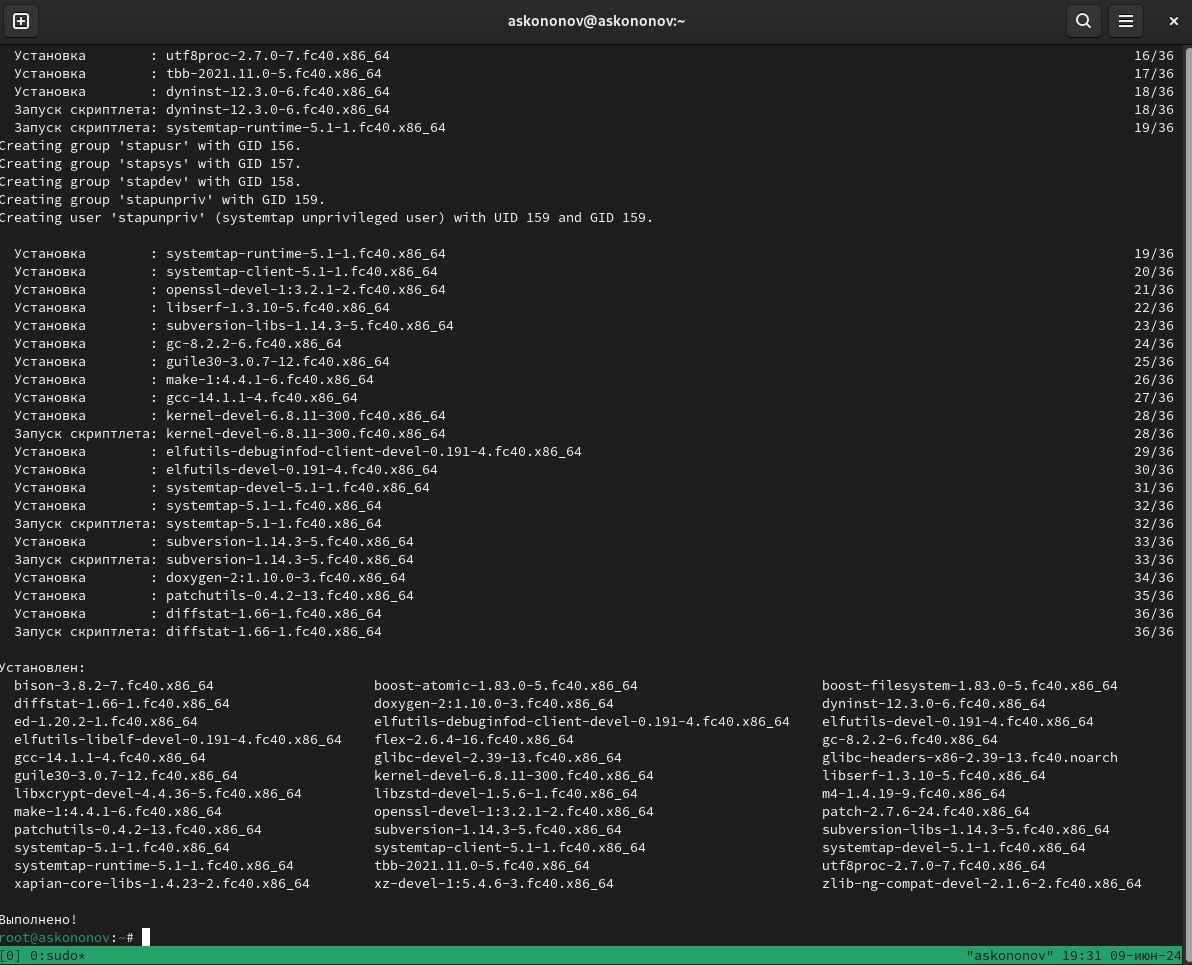 askononov@askononov:~
Установка : utf8proc-2.7.0-7.fc40.x86_64 16/36
Установка : tbb-2021.11.0-5.fc40.x86_64 17/36
Установка : dyninst-12.3.0-6.fc40.x86_64 18/36
Запуск скриптлета: dyninst-12.3.0-6.fc40.x86_64 18/36
Запуск скриптлета: systemtap-runtime-5.1-1.fc40.x86_64 19/36
Creating group 'stapusr' with GID 156.
Creating group 'stapsys' with GID 157.
Creating group 'stapdev' with GID 158.
Creating group 'stapunpriv' with GID 159.
Creating user 'stapunpriv' (systemtap unprivileged user) with UID 159 and GID 159.
Установка : systemtap-runtime-5.1-1.fc40.x86_64 19/36
Установка : systemtap-client-5.1-1.fc40.x86_64 20/36
Установка : openssl-devel-1:3.2.1-2.fc40.x86_64 21/36
Установка : libserf-1.3.10-5.fc40.x86_64 22/36
Установка : subversion-libs-1.14.3-5.fc40.x86_64 23/36
Установка : gc-8.2.2-6.fc40.x86_64 24/36
Установка : guile30-3.0.7-12.fc40.x86_64 25/36
Установка : make-1:4.4.1-6.fc40.x86_64 26/36
Установка : gcc-14.1.1-4.fc40.x86_64 27/36
Установка : kernel-devel-6.8.11-300.fc40.x86_64 28/36
Запуск скриптлета: kernel-devel-6.8.11-300.fc40.x86_64 28/36
Установка : elfutils-debuginfod-client-devel-0.191-4.fc40.x86_64 29/36
Установка : elfutils-devel-0.191-4.fc40.x86_64 30/36
Установка : systemtap-devel-5.1-1.fc40.x86_64 31/36
Установка : systemtap-5.1-1.fc40.x86_64 32/36
Запуск скриптлета: systemtap-5.1-1.fc40.x86_64 32/36
Установка : subversion-1.14.3-5.fc40.x86_64 33/36
Запуск скриптлета: subversion-1.14.3-5.fc40.x86_64 33/36
Установка : doxygen-2:1.10.0-3.fc40.x86_64 34/36
Установка : patchutils-0.4.2-13.fc40.x86_64 35/36
Установка : diffstat-1.66-1.fc40.x86_64 36/36
Запуск скриптлета: diffstat-1.66-1.fc40.x86_64 36/36
Установлен:
bison-3.8.2-7.fc40.x86_64 boost-atomic-1.83.0-5.fc40.x86_64 boost-filesystem-1.83.0-5.fc40.x86_64
diffstat-1.66-1.fc40.x86_64 doxygen-2:1.10.0-3.fc40.x86_64 dyninst-12.3.0-6.fc40.x86_64
ed-1.20.2-1.fc40.x86_64 elfutils-debuginfod-client-devel-0.191-4.fc40.x86_64 elfutils-devel-0.191-4.fc40.x86_64
elfutils-libelf-devel-0.191-4.fc40.x86_64 flex-2.6.4-16.fc40.x86_64 gc-8.2.2-6.fc40.x86_64
gcc-14.1.1-4.fc40.x86_64 glibc-devel-2.39-13.fc40.x86_64 glibc-headers-x86-2.39-13.fc40.noarch
guile30-3.0.7-12.fc40.x86_64 kernel-devel-6.8.11-300.fc40.x86_64 libserf-1.3.10-5.fc40.x86_64
libxcrypt-devel-4.4.36-5.fc40.x86_64 libzstd-devel-1.5.6-1.fc40.x86_64 m4-1.4.19-9.fc40.x86_64
make-1:4.4.1-6.fc40.x86_64 openssl-devel-1:3.2.1-2.fc40.x86_64 patch-2.7.6-24.fc40.x86_64
patchutils-0.4.2-13.fc40.x86_64 subversion-1.14.3-5.fc40.x86_64 subversion-libs-1.14.3-5.fc40.x86_64
systemtap-5.1-1.fc40.x86_64 systemtap-client-5.1-1.fc40.x86_64 systemtap-devel-5.1-1.fc40.x86_64
systemtap-runtime-5.1-1.fc40.x86_64 tbb-2021.11.0-5.fc40.x86_64 utf8proc-2.7.0-7.fc40.x86_64
xapian-core-libs-1.4.23-2.fc40.x86_64 xz-devel-1:5.4.6-3.fc40.x86_64 zlib-ng-compat-devel-2.1.6-2.fc40.x86_64
Выполнено!
root@askononov:~#
[0] 0:sudo* "askononov" 19:31 09-июн-24